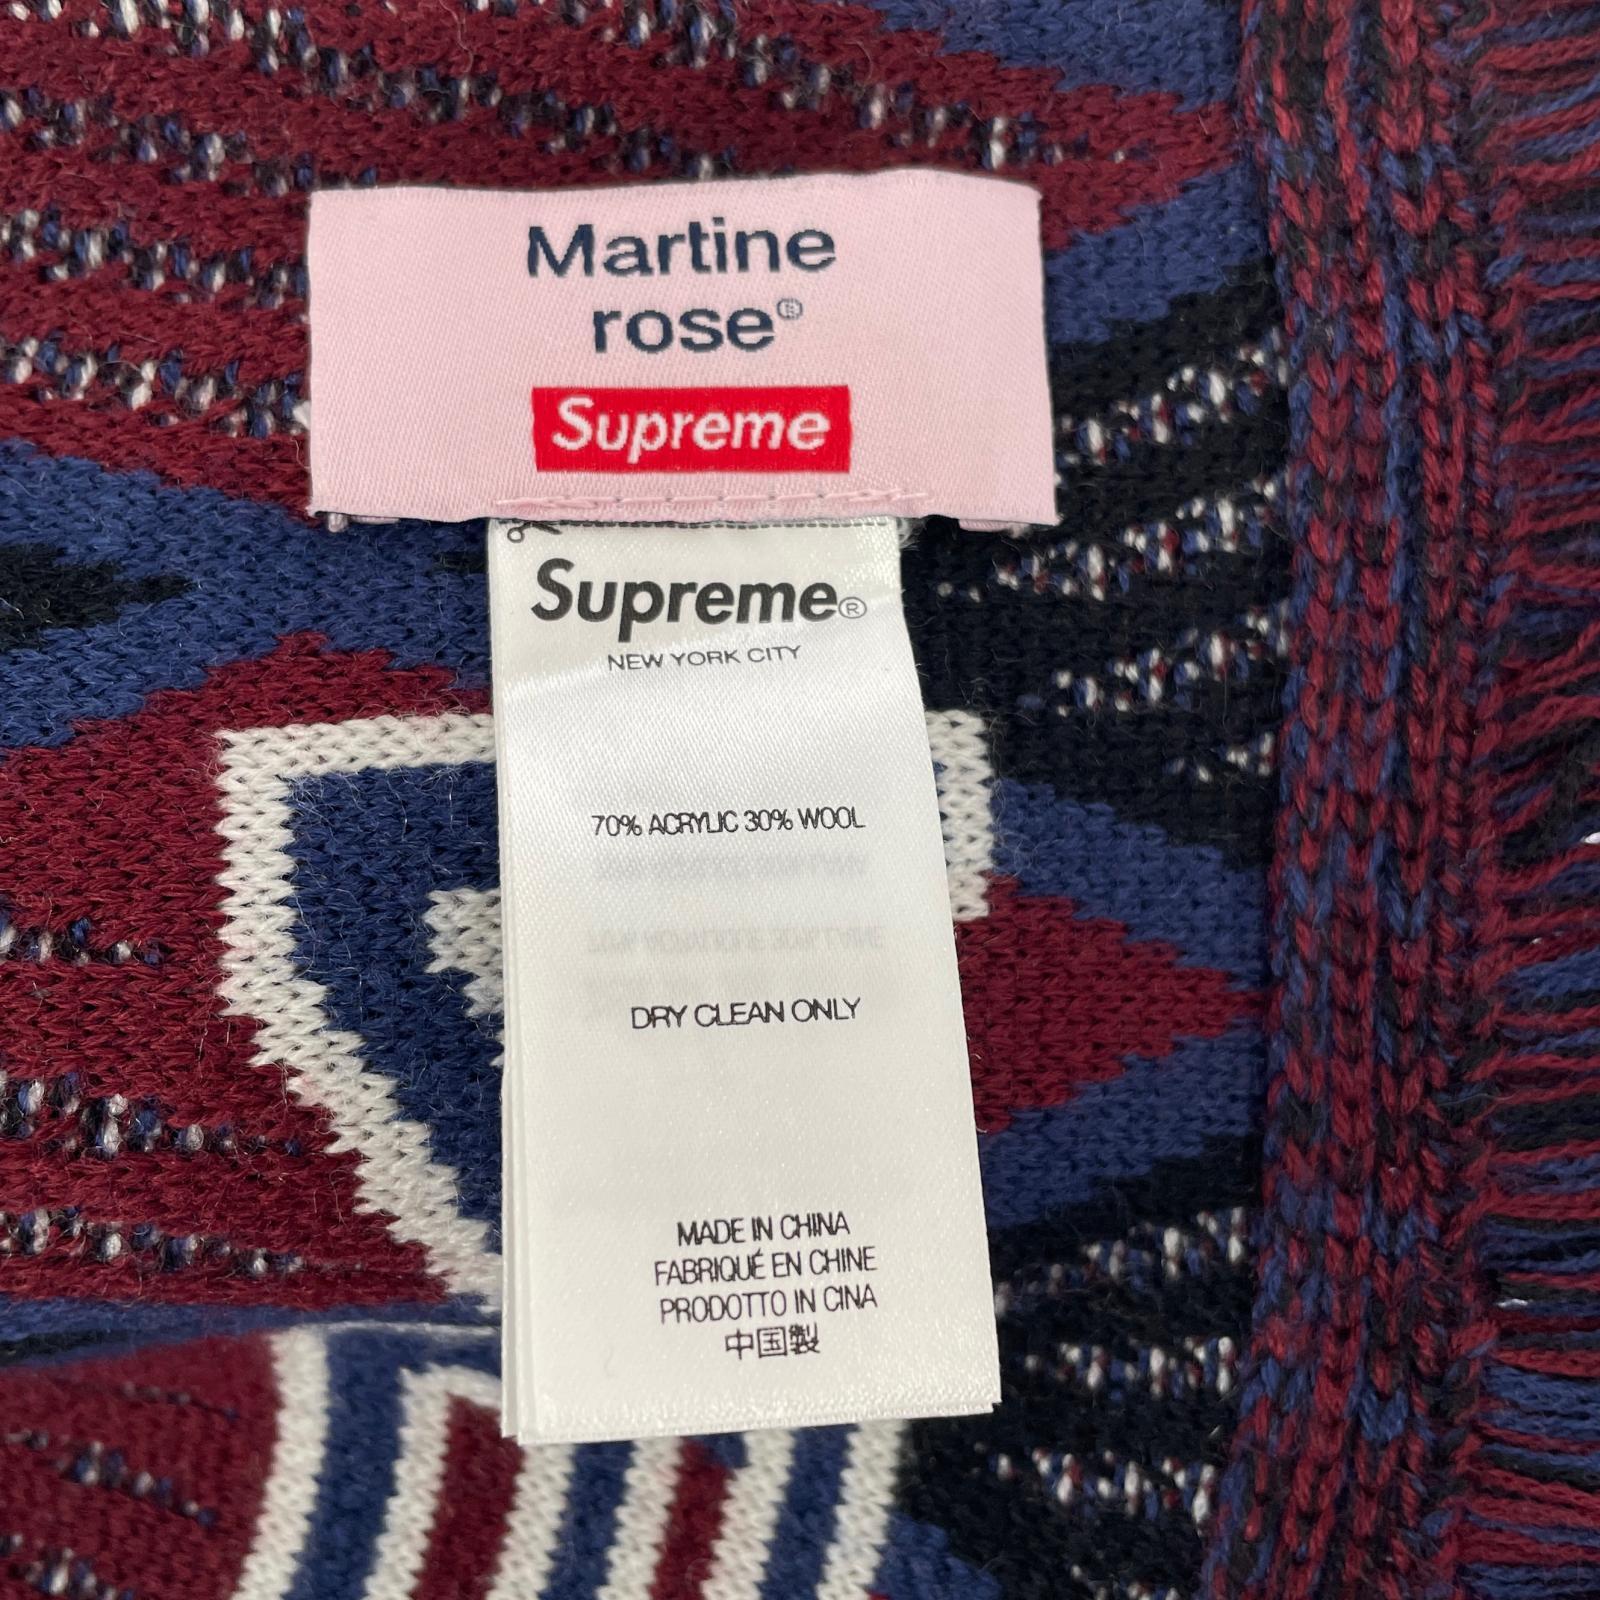 Martine
rose®
Supreme
Supreme®
NEW YORK CITY
70% ACRYLIC 30% WOOL
DRY CLEAN ONLY
MADE IN CHINA
FABRIQUÉ EN CHINE
PRODOTTO IN CINA
中国製